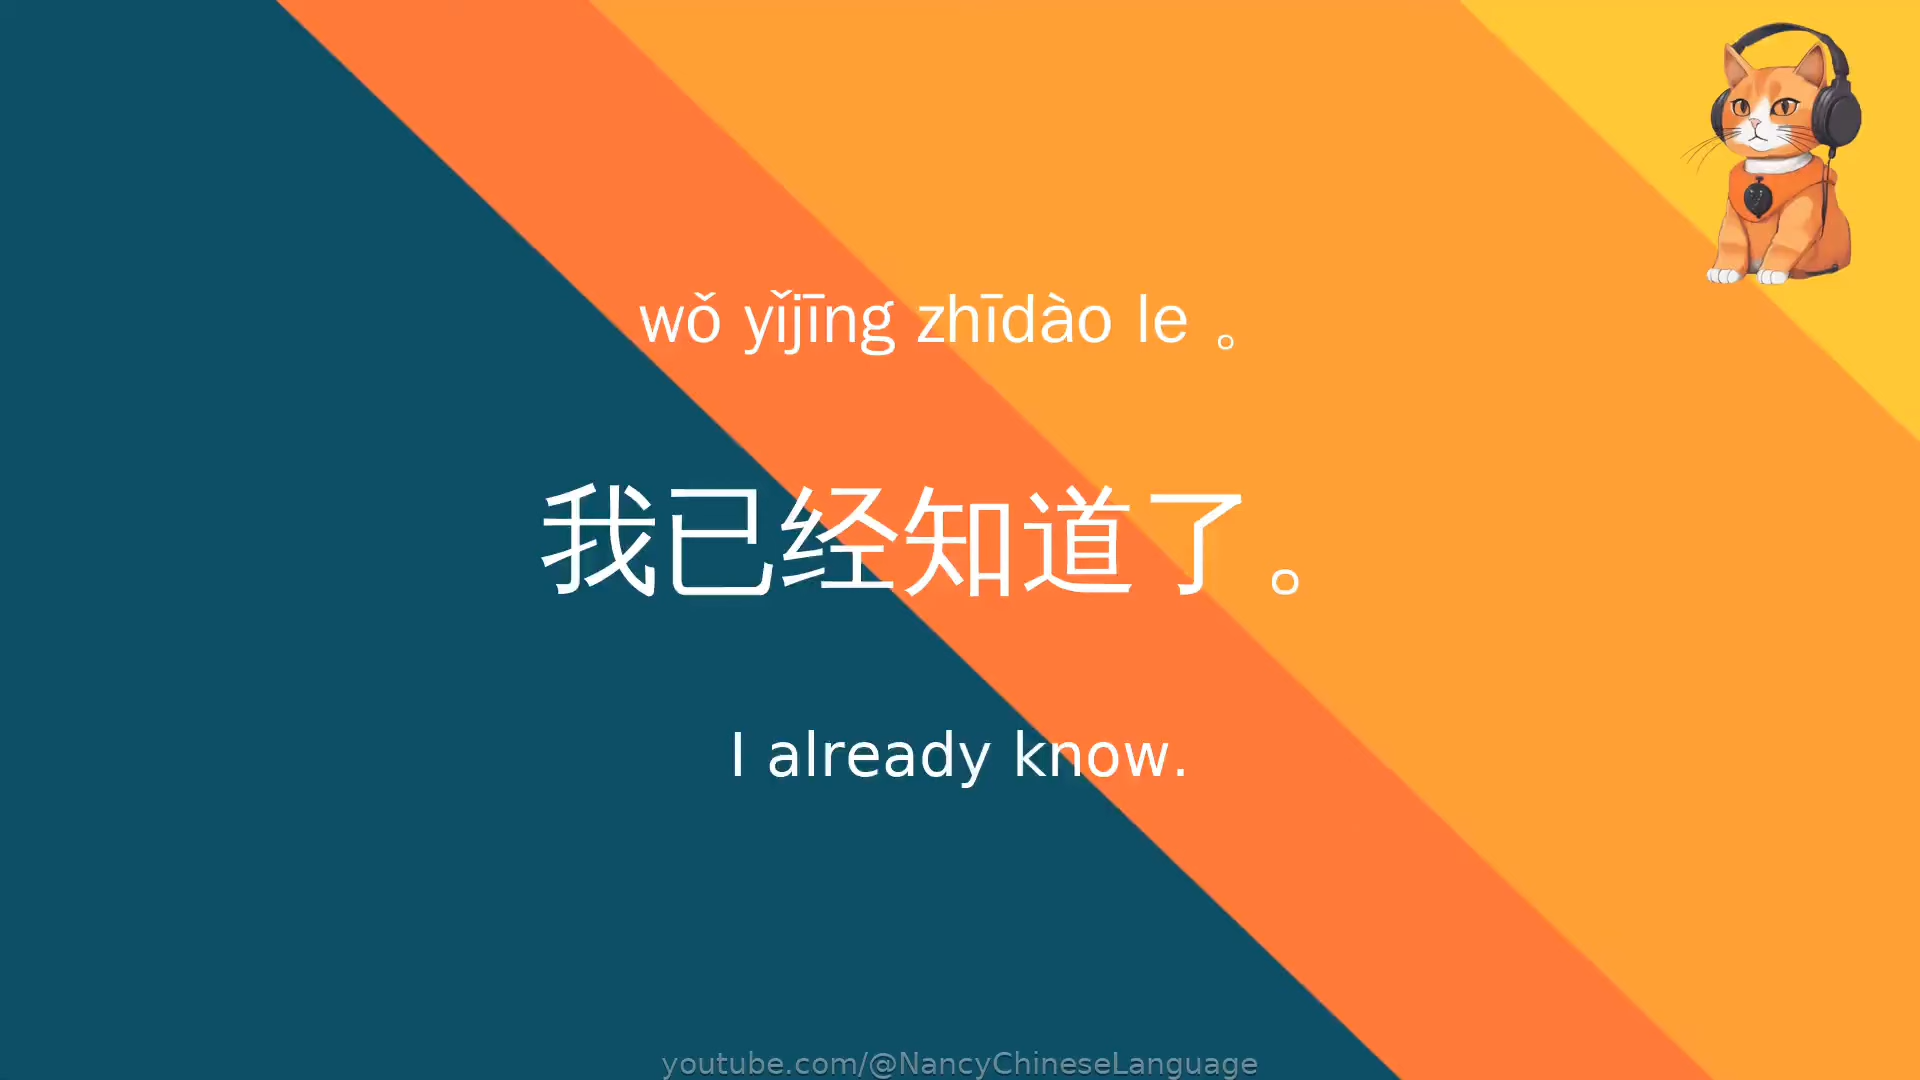 wǒ yǐjīng zhīdào le 。
我已经知道了。
I already know.
youtube.com/@NancyChineseLanguage